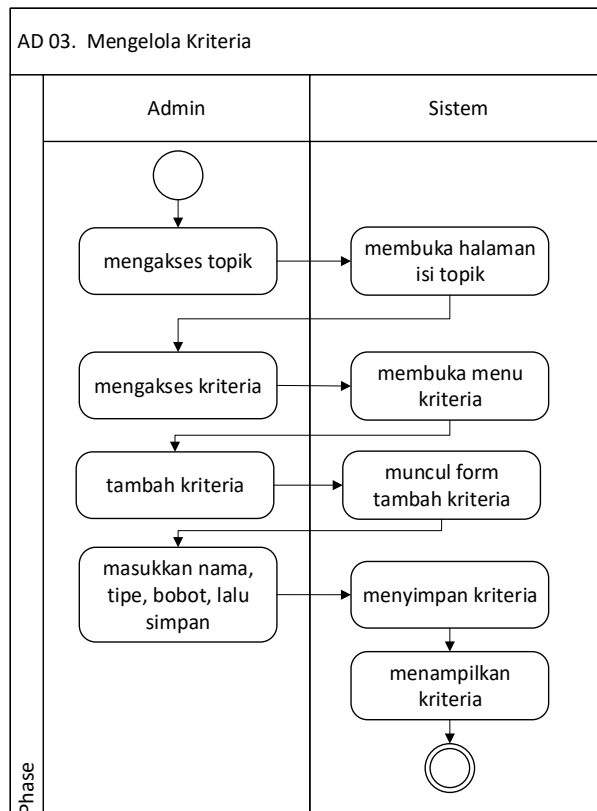 AD 03.  Mengelola Kriteria
Admin
Sistem
mengakses topik
membuka halaman
isi topik
mengakses kriteria
membuka menu
kriteria
tambah kriteria
muncul form
tambah kriteria
masukkan nama,
tipe, bobot, lalu
simpan
menyimpan kriteria
menampilkan
kriteria
Phase